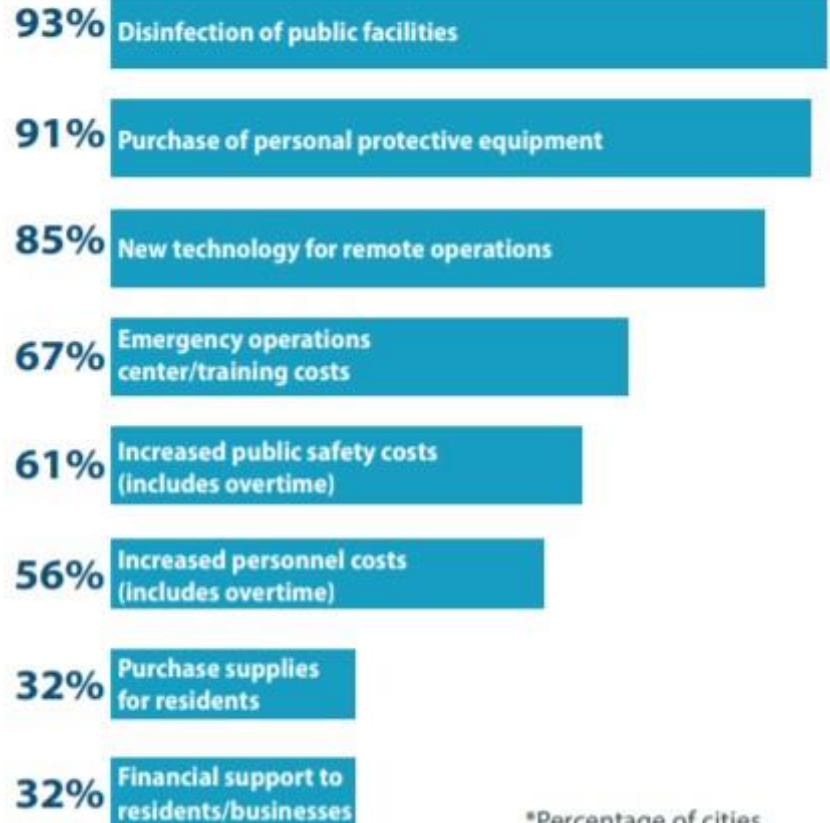 93% Disinfection of public facilities
91% Purchase of personal protective equipment
85% New technology for remote operations
67% Emergency operations
center/training costs
61% Increased public safety costs
(includes overtime)
56% Increased personnel costs
(includes overtime)
32% Purchase supplies
for residents
32% Financial support to
residents/businesses
*Percentage of cities